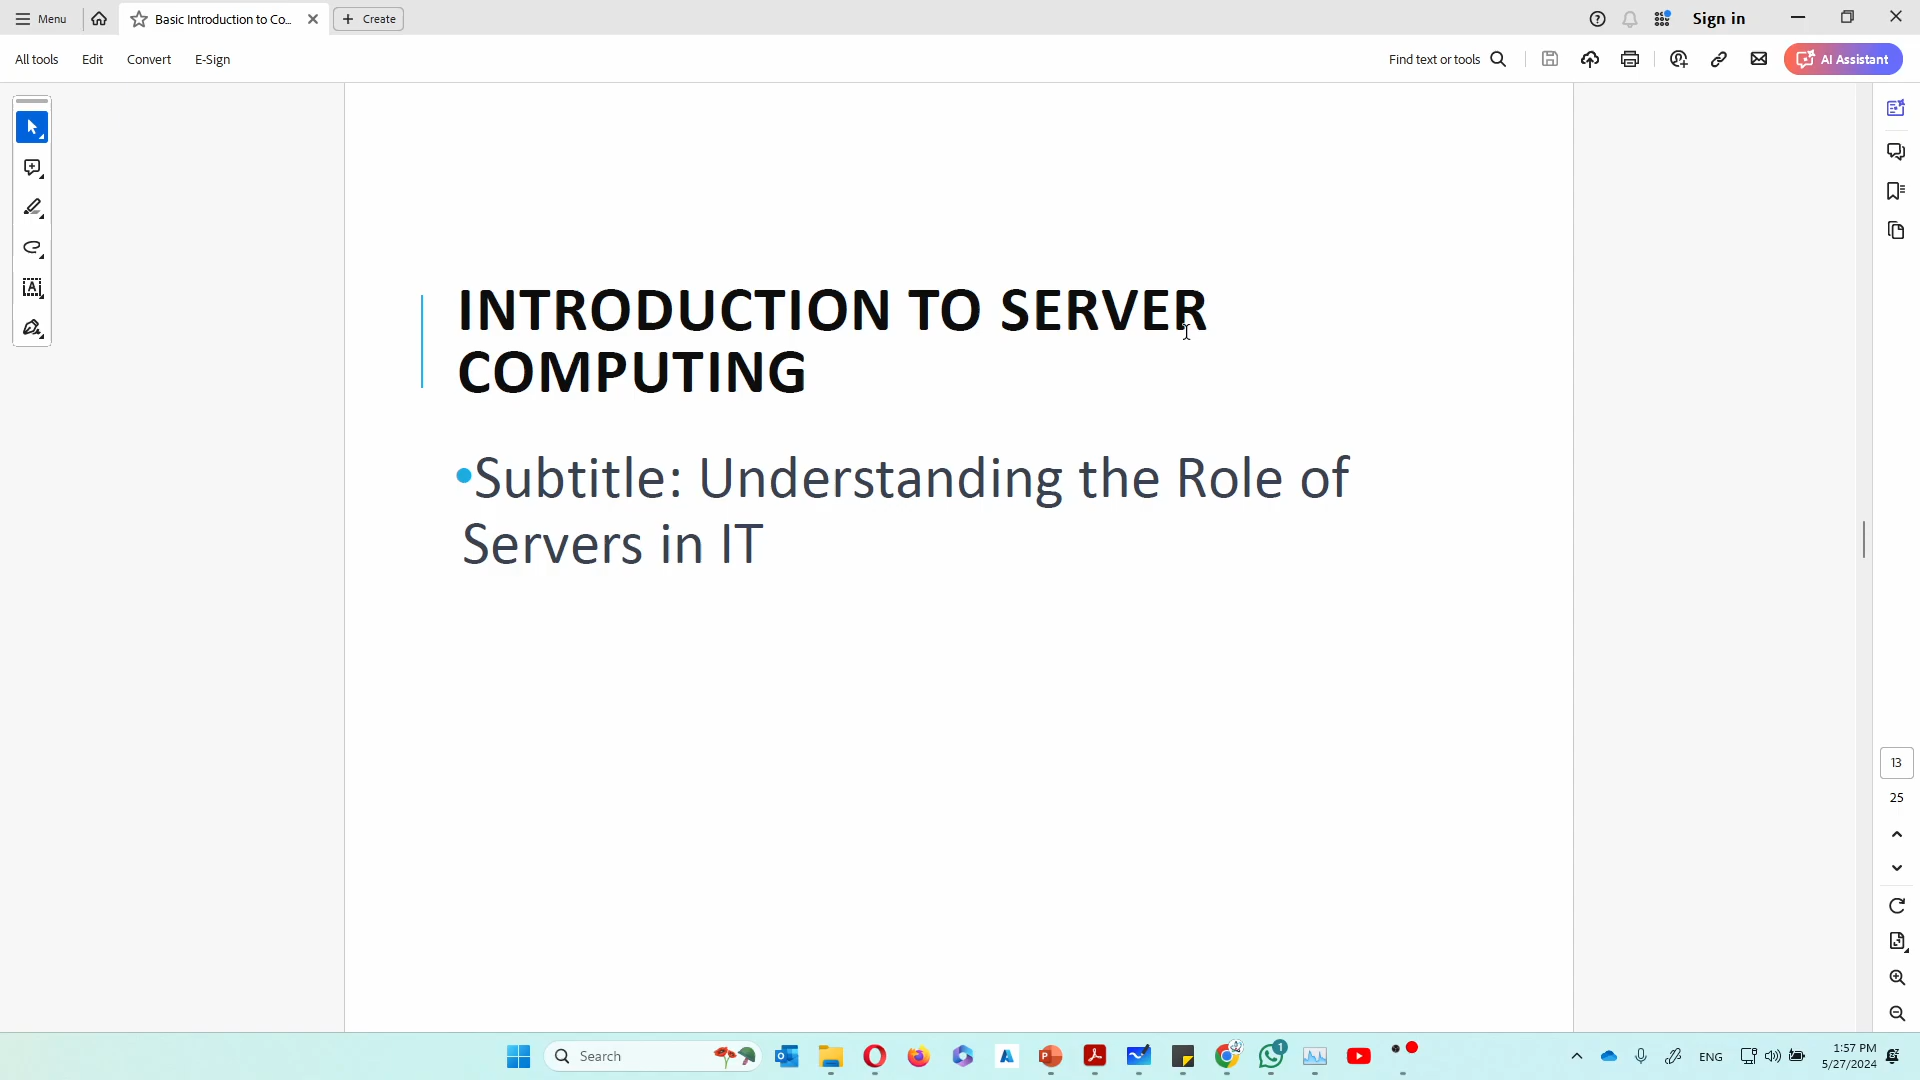 Menu
Basic Introduction to Co...
Create
Sign in
All tools
Edit
Convert
E-Sign
Find text or tools
AI Assistant
INTRODUCTION TO SERVER
COMPUTING
•Subtitle: Understanding the Role of
Servers in IT
13
25
Search
1
ENG
1:57 PM
5/27/2024